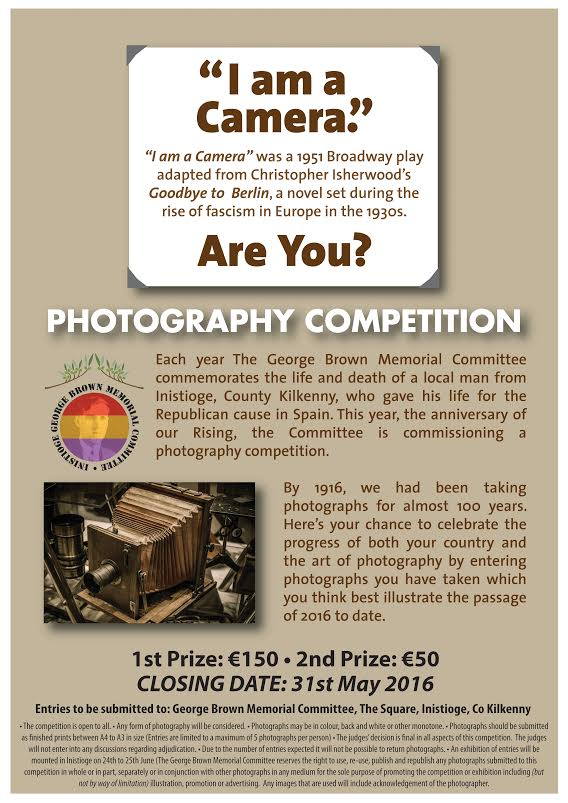 “I am a
Camera.”
“I am a Camera” was a 1951 Broadway play
adapted from Christopher Isherwood’s
Goodbye to Berlin, a novel set during the
rise of fascism in Europe in the 1930s.
Are You?
PHOTOGRAPHY COMPETITION
INISTIOGE GEORGE BROWN MEMORIAL COMMITTEE •
Each year The George Brown Memorial Committee
commemorates the life and death of a local man from
Inistioge, County Kilkenny, who gave his life for the
Republican cause in Spain. This year, the anniversary of
our Rising, the Committee is commissioning a
photography competition.
By 1916, we had been taking
photographs for almost 100 years.
Here’s your chance to celebrate the
progress of both your country and
the art of photography by entering
photographs you have taken which
you think best illustrate the passage
of 2016 to date.
1st Prize: €150 • 2nd Prize: €50
CLOSING DATE: 31st May 2016
Entries to be submitted to: George Brown Memorial Committee, The Square, Inistioge, Co Kilkenny
• The competition is open to all. • Any form of photography will be considered. • Photographs may be in colour, back and white or other monotone. • Photographs should be submitted
as finished prints between A4 to A3 in size (Entries are limited to a maximum of 5 photographs per person) • The judges’ decision is final in all aspects of this competition. The judges
will not enter into any discussions regarding adjudication. • Due to the number of entries expected it will not be possible to return photographs. • An exhibition of entries will be
mounted in Inistioge on 24th to 25th June (The George Brown Memorial Committee reserves the right to use, re-use, publish and republish any photographs submitted to this
competition in whole or in part, separately or in conjunction with other photographs in any medium for the sole purpose of promoting the competition or exhibition including (but
not by way of limitation) illustration, promotion or advertising. Any images that are used will include acknowledgement of the photographer.